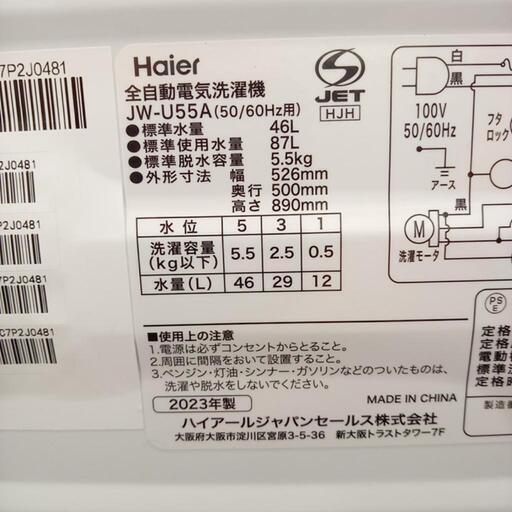 7P2J0481
P2J0481
2J0481
2J0481
P2J0481
C7P2J0481
Haier
全自動電気洗濯機
JW-U55A(50/60Hz用)
S
JET
HJH
●標準水量 46L
●標準使用水量 87L
●標準脱水容量 5.5kg
●外形寸法 幅 526mm
奥行 500mm
高さ 890mm
水位 5 3 1
洗濯容量(kg以下) 5.5 2.5 0.5
水量(L) 46 29 12
■使用上の注意
1.電源は必ずコンセントからとること。
2.周囲に間隔をおいて設置すること。
3.ベンジン・灯油・シンナー・ガソリンなどのついたものは、
洗濯や脱水をしないでください。
2023年製
MADE IN CHINA
ハイアールジャパンセールス株式会社
大阪府大阪市淀川区宮原3-5-36 新大阪トラストタワー7F
白
黒
100V
50/60Hz
アース
フタ
ロック
黒
M
洗濯モータ
PS
E
定格
定格
電動
標準
定格
製造番